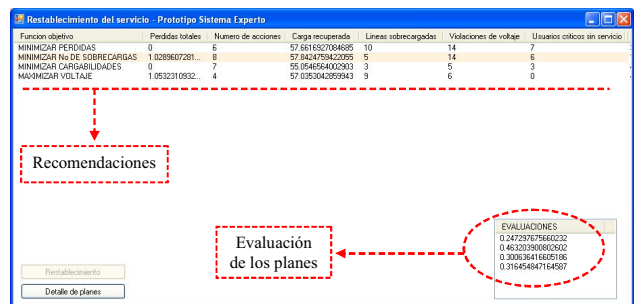 Restablecimiento del servicio - Prototipo Sistema Experto
Funcion objetivo Perdidas totales Numero de acciones Carga recuperada Lineas sobrecargadas Violaciones de voltaje Usuarios criticos sin servicio
MINIMIZAR PERDIDAS 0 6 57.6616927084685 10 14 7
MINIMIZAR No DE SOBRECARGAS 1.0289607281... 8 57.8424759422055 5 14 6
MINIMIZAR CARGABILIDADES 0 7 55.0546564002903 3 5 3
MAXIMIZAR VOLTAJE 1.0532310932... 4 57.0353042859943 9 6 0
Recomendaciones
EVALUACIONES
0.247297675660232
0.463203900802602
0.300636416605186
0.316454847164587
Evaluación
de los planes
Restablecimiento
Detalle de planes